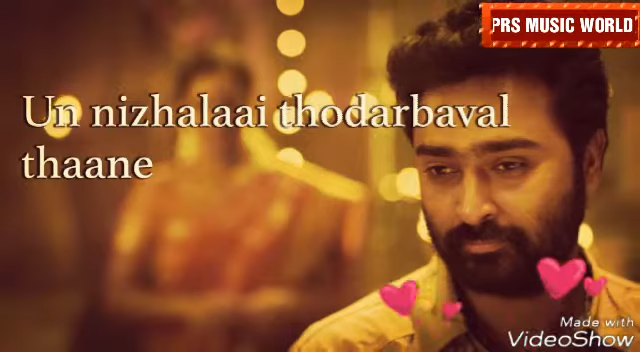 PRS MUSIC WORLD
Un nizhalaai thodarbaval
thaane
Made with
VideoShow